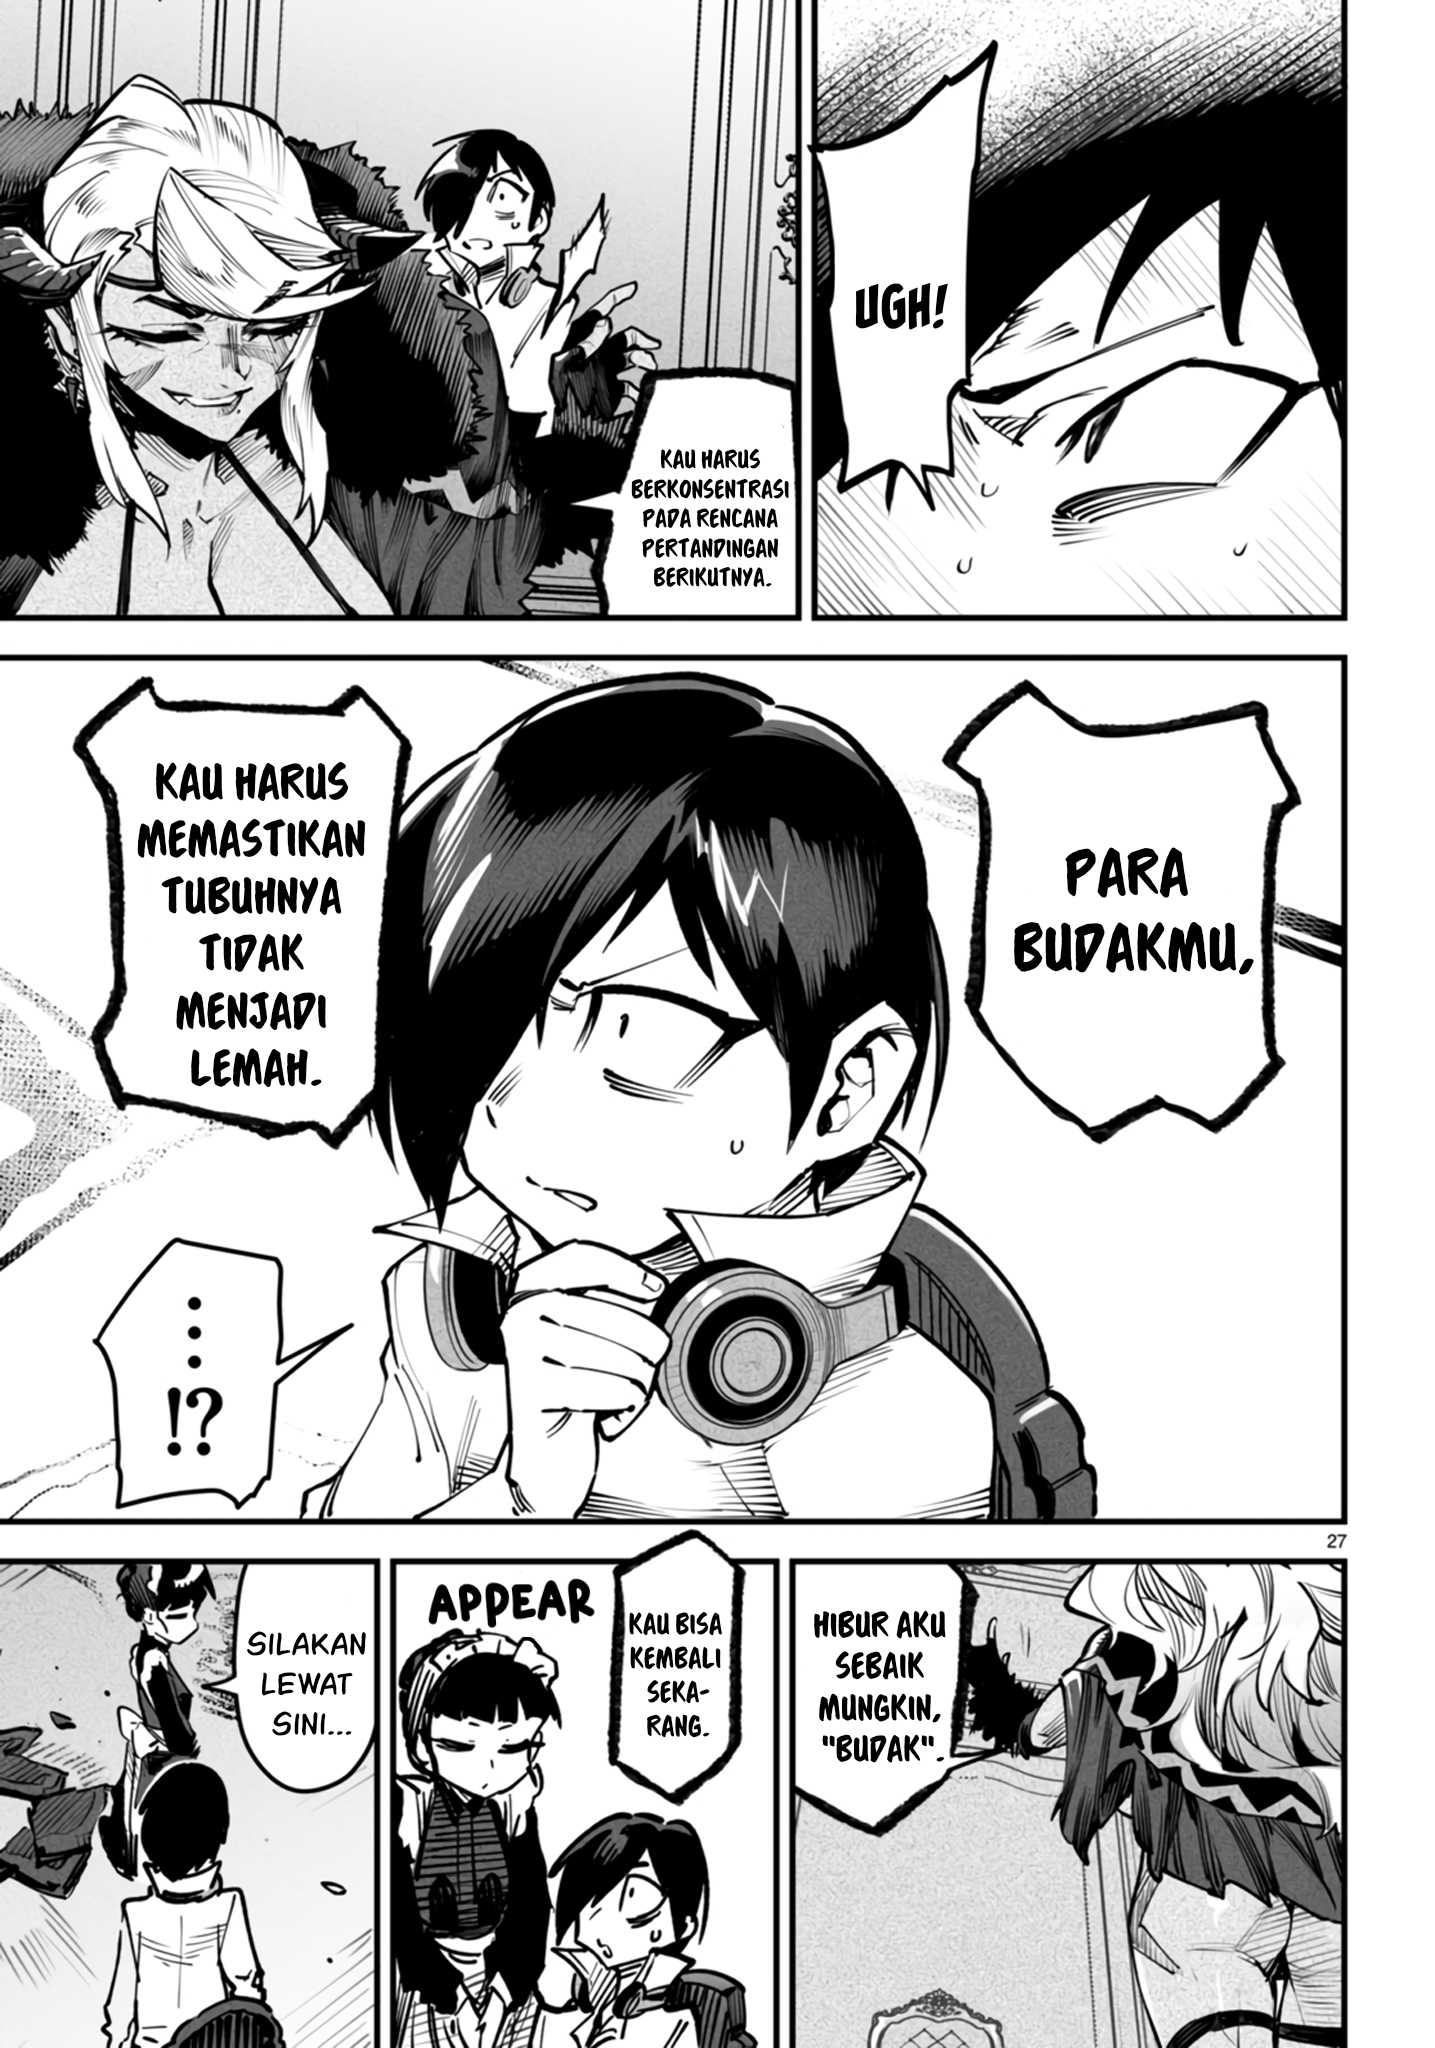 UGH!
KAU HARUS
BERKONSENTRASI
PADA RENCANA
PERTANDINGAN
BERIKUTNYA.
PARA
BUDAKMU,
KAU HARUS
MEMASTIKAN
TUBUHNYA
TIDAK
MENJADI
LEMAH.
...
!?
27
HIBUR AKU
SEBAIK
MUNGKIN,
"BUDAK".
KAU BISA
KEMBALI
SEKA-
RANG.
APPEAR
SILAKAN
LEWAT
SINI...